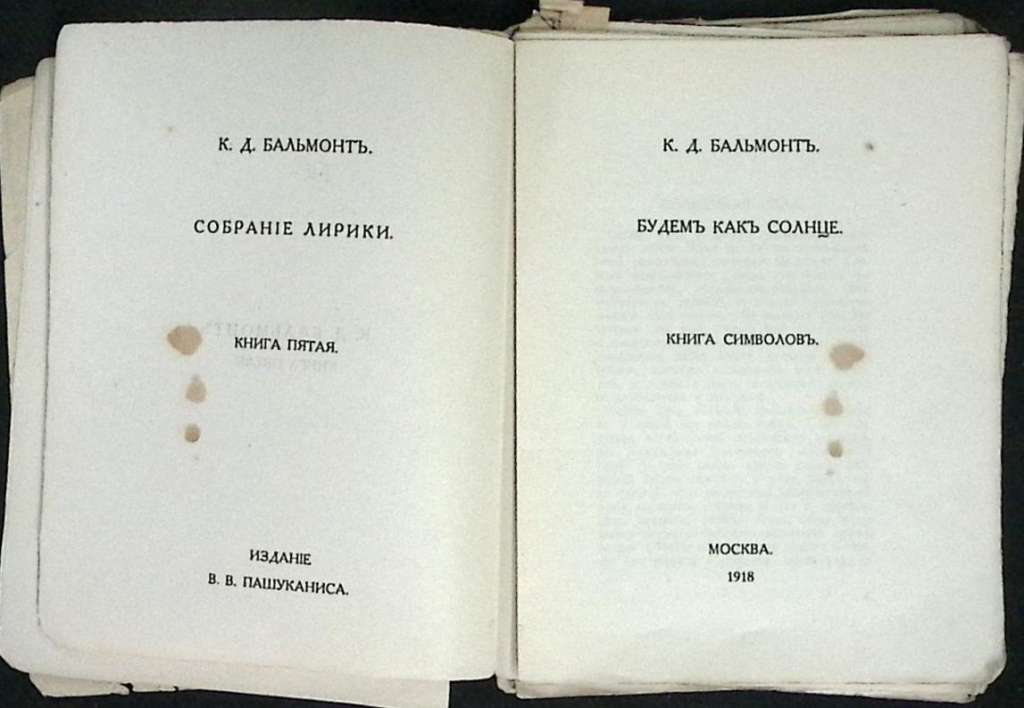 К. Д. БАЛЬМОНТЪ.
СОБРАНІЕ ЛИРИКИ.
КНИГА ПЯТАЯ.
ИЗДАНІЕ
В. В. ПАШУКАНИСА.
К. Д. БАЛЬМОНТЪ.
БУДЕМЪ КАКЪ СОЛНЦЕ.
КНИГА СИМВОЛОВЪ.
МОСКВА.
1918